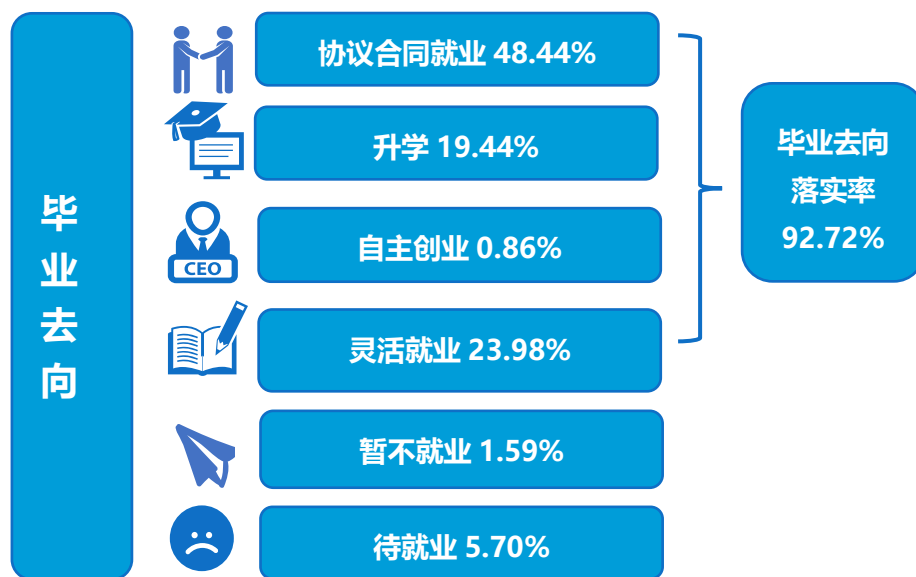 毕业去向
协议合同就业 48.44%
升学 19.44%
CEO
自主创业 0.86%
灵活就业 23.98%
暂不就业 1.59%
待就业 5.70%
毕业去向
落实率
92.72%